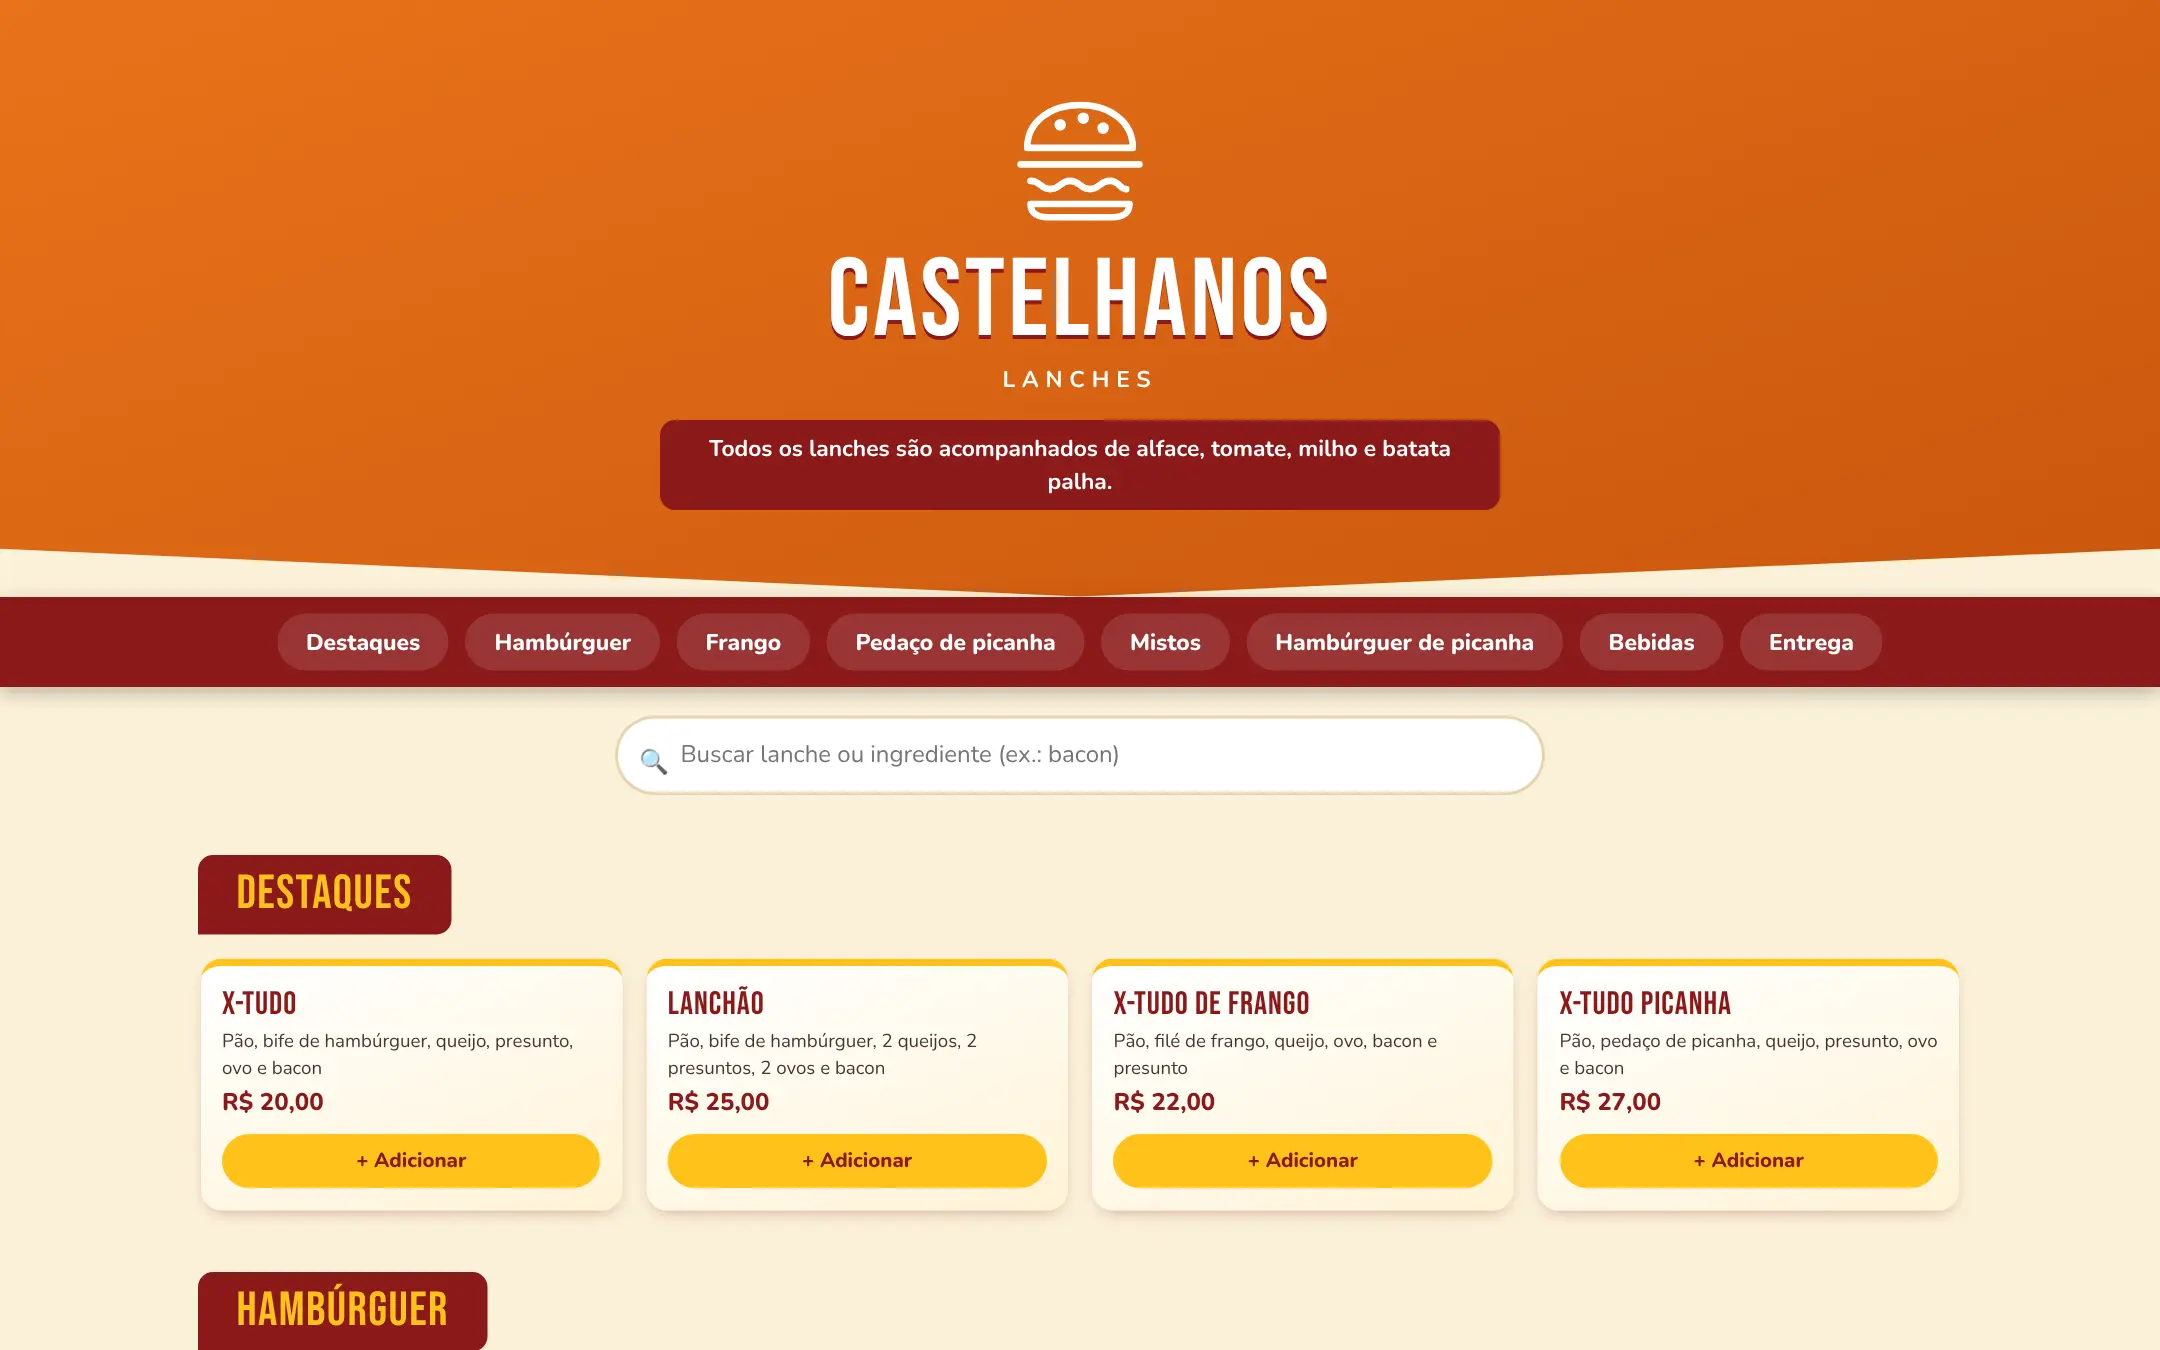 CASTELHANOS
LANCHES
Todos os lanches são acompanhados de alface, tomate, milho e batata
palha.
Destaques
Hambúrguer
Frango
Pedaço de picanha
Mistos
Hambúrguer de picanha
Bebidas
Entrega
Buscar lanche ou ingrediente (ex.: bacon)
DESTAQUES
X-TUDO
Pão, bife de hambúrguer, queijo, presunto,
ovo e bacon
R$ 20,00
+ Adicionar
LANCHÃO
Pão, bife de hambúrguer, 2 queijos, 2
presuntos, 2 ovos e bacon
R$ 25,00
+ Adicionar
X-TUDO DE FRANGO
Pão, filé de frango, queijo, ovo, bacon e
presunto
R$ 22,00
+ Adicionar
X-TUDO PICANHA
Pão, pedaço de picanha, queijo, presunto, ovo
e bacon
R$ 27,00
+ Adicionar
HAMBÚRGUER